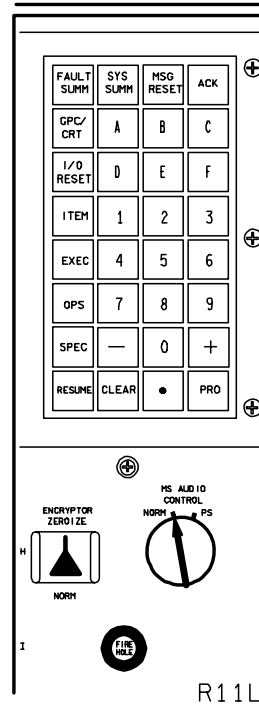 FAULT SUMM
SYS SUMM
MSG RESET
ACK
GPC/ CRT
A
B
C
I/O RESET
D
E
F
ITEM
1
2
3
EXEC
4
5
6
OPS
7
8
9
SPEC
—
0
+
RESUME
CLEAR
•
PRO
MS AUDIO
CONTROL
NORM
PS
ENCRYPTOR
ZEROIZE
H
NORM
I
FIRE
HOLE
R11L